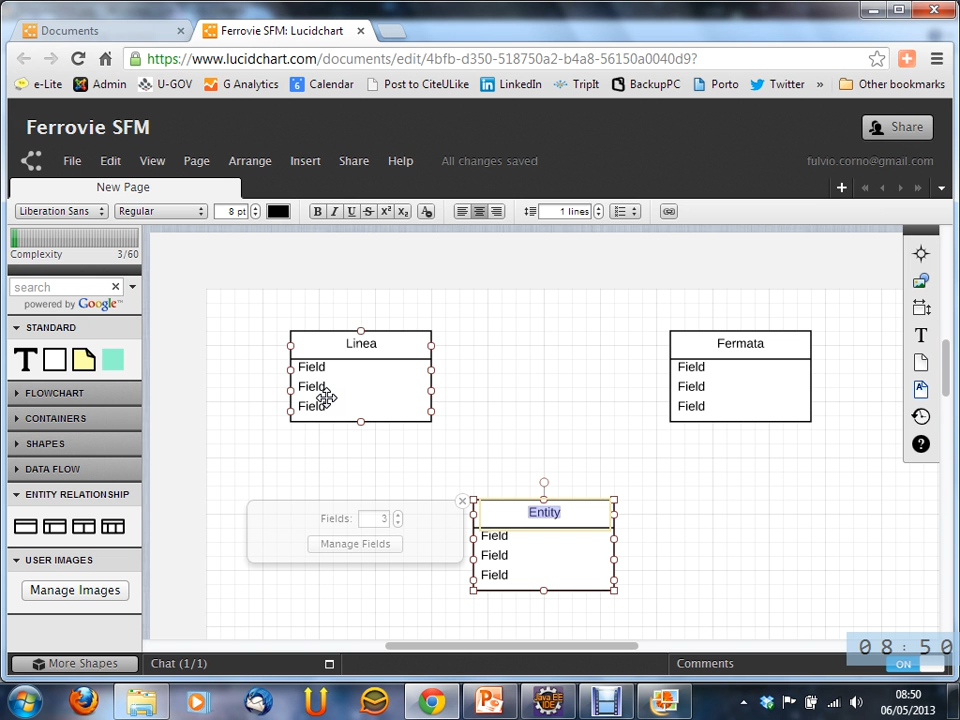 Documents
Ferrovie SFM: Lucidchart
https://www.lucidchart.com/documents/edit/4bfb-d350-518750a2-b4a8-56150a0040d9?
e-Lite Admin U-GOV G Analytics 6 Calendar Post to CiteULike LinkedIn TripIt BackupPC Porto Twitter » Other bookmarks
Ferrovie SFM
Share
File Edit View Page Arrange Insert Share Help All changes saved fulvio.corno@gmail.com
New Page
Liberation Sans Regular 8 pt B I U S X² X₂ 1 lines
Complexity 3/60
search
powered by Google™
STANDARD
T
FLOWCHART
CONTAINERS
SHAPES
DATA FLOW
ENTITY RELATIONSHIP
USER IMAGES
Manage Images
More Shapes
Linea
Field
Field
Field
Fermata
Field
Field
Field
Fields: 3
Manage Fields
Entity
Field
Field
Field
T
A
?
Chat (1/1)
Comments
08:50
ON
08:50
06/05/2013